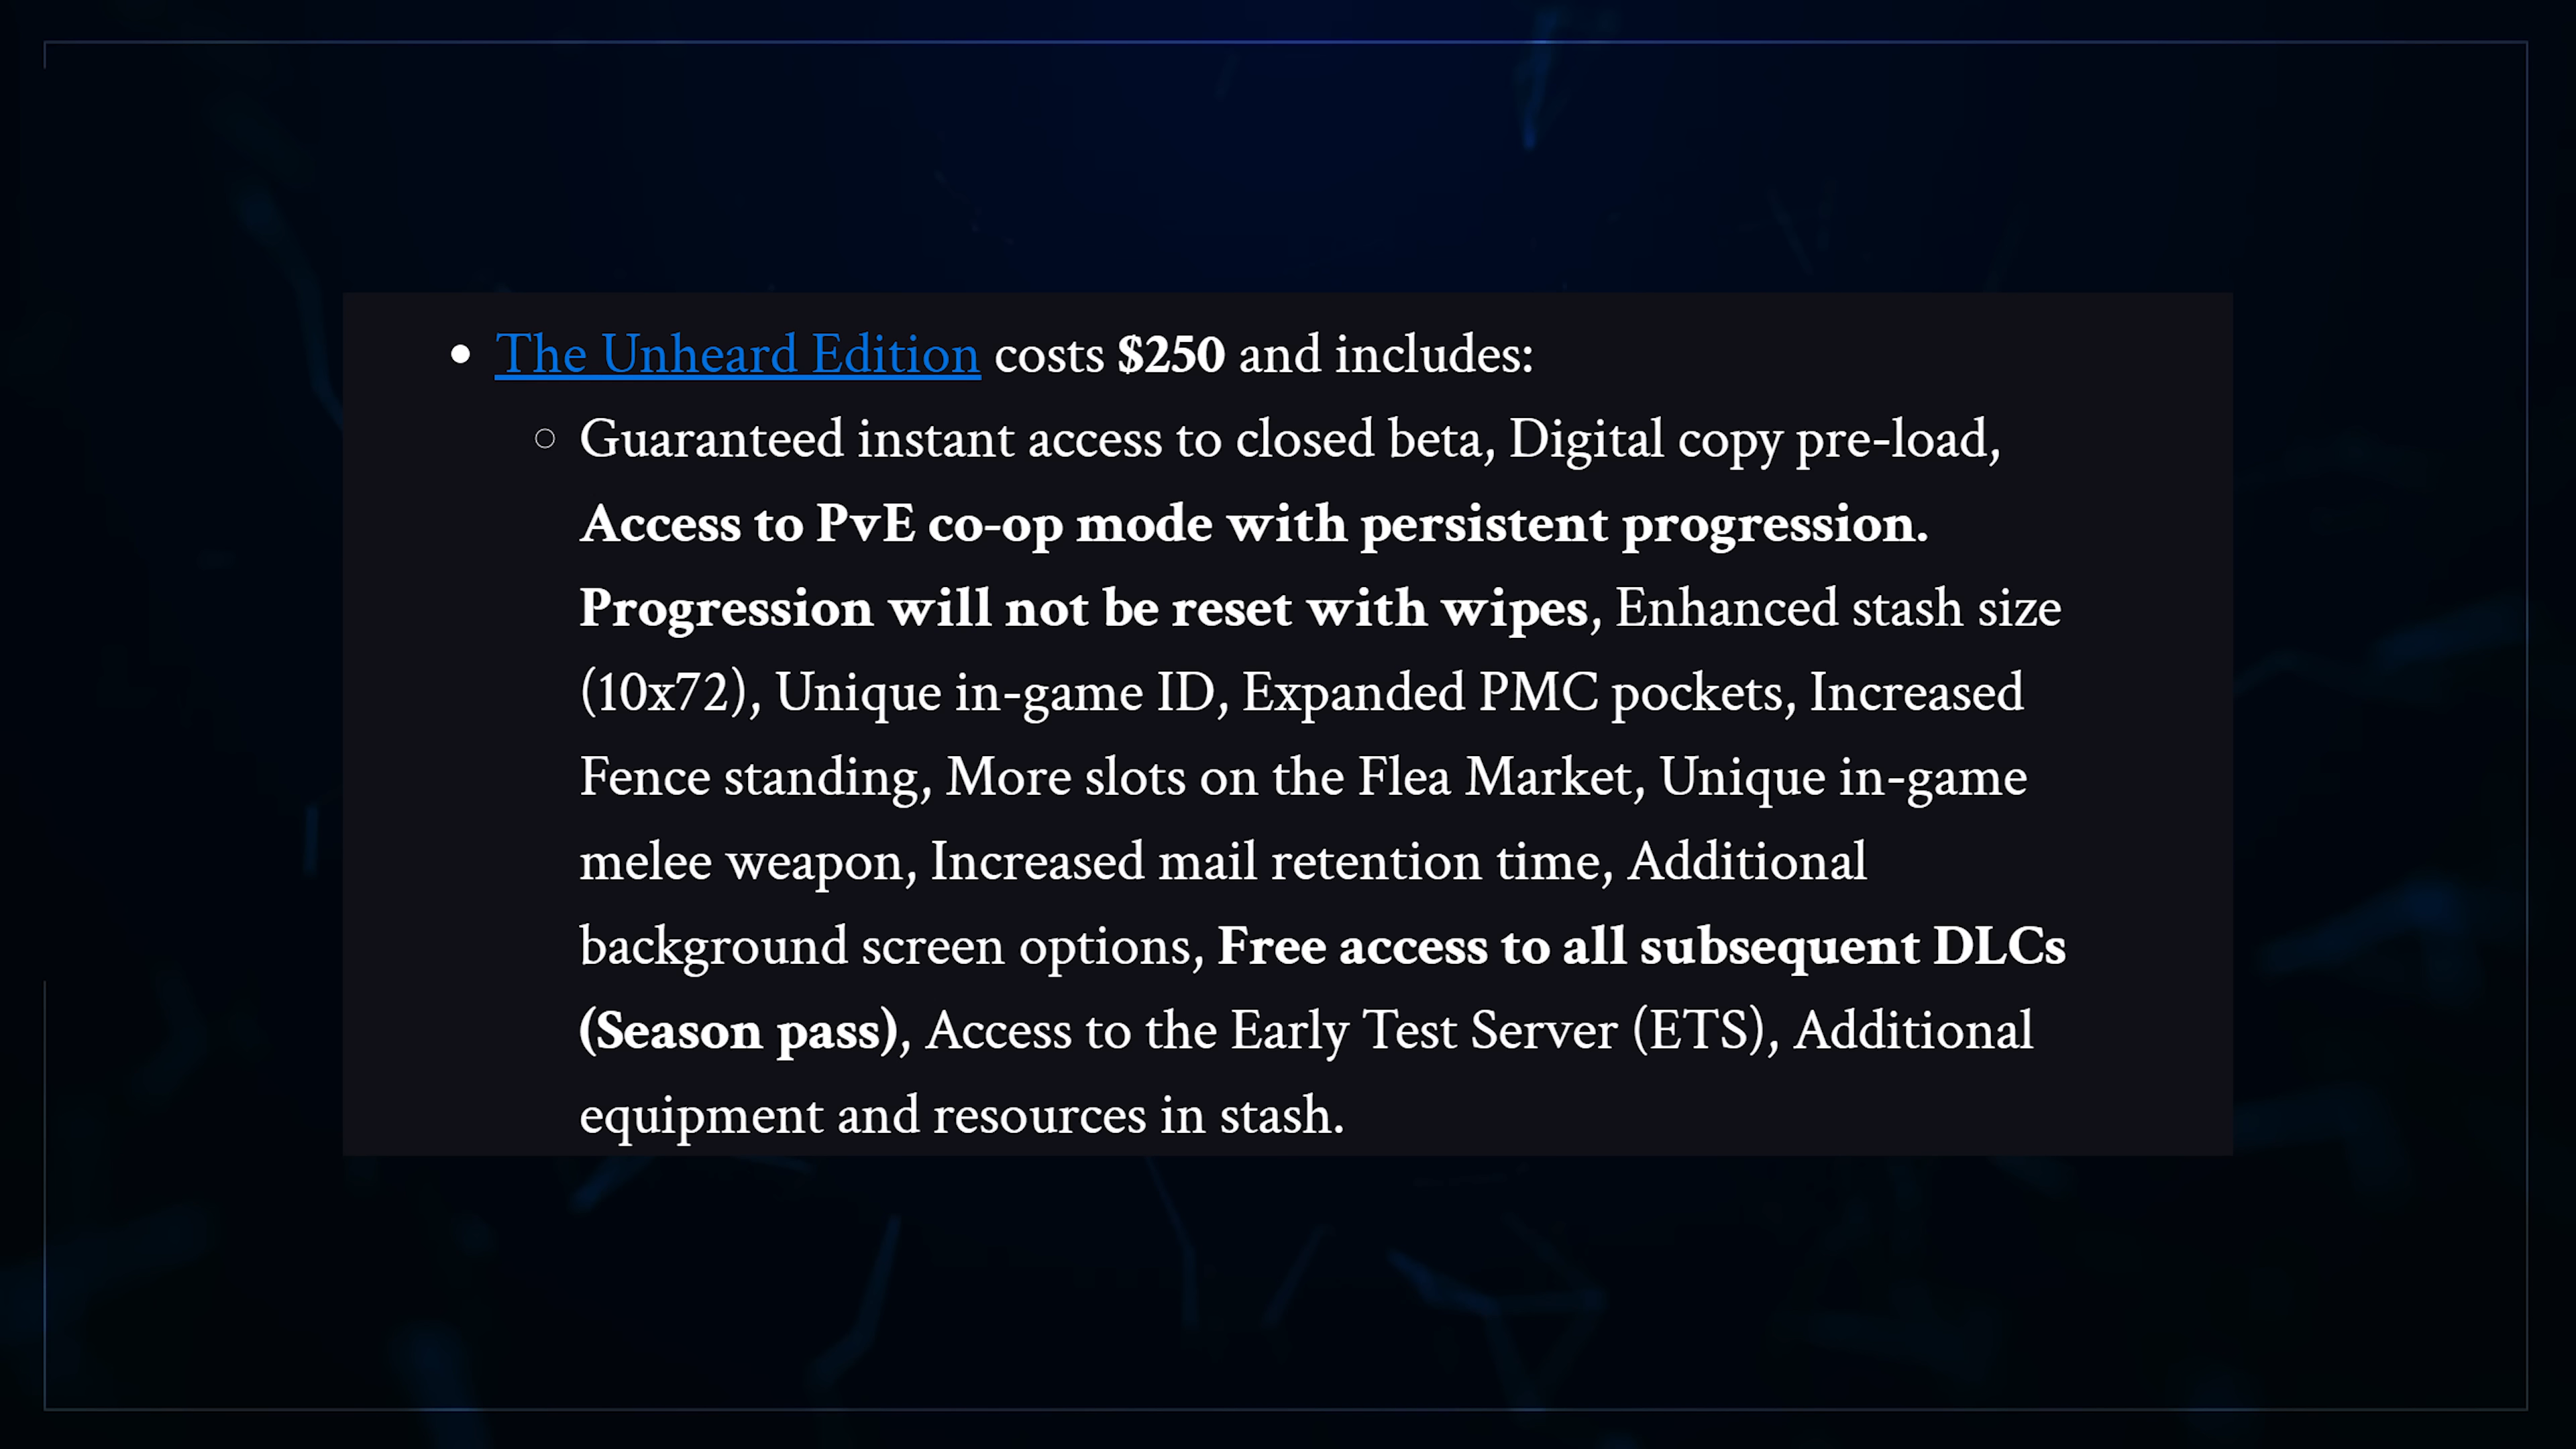 The Unheard Edition costs $250 and includes:
Guaranteed instant access to closed beta, Digital copy pre-load,
Access to PvE co-op mode with persistent progression.
Progression will not be reset with wipes, Enhanced stash size
(10x72), Unique in-game ID, Expanded PMC pockets, Increased
Fence standing, More slots on the Flea Market, Unique in-game
melee weapon, Increased mail retention time, Additional
background screen options, Free access to all subsequent DLCs
(Season pass), Access to the Early Test Server (ETS), Additional
equipment and resources in stash.